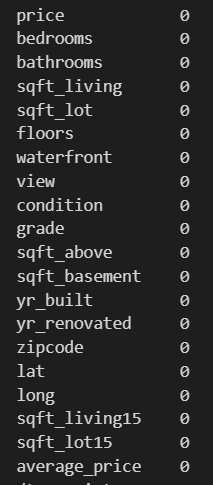 price 0
bedrooms 0
bathrooms 0
sqft_living 0
sqft_lot 0
floors 0
waterfront 0
view 0
condition 0
grade 0
sqft_above 0
sqft_basement 0
yr_built 0
yr_renovated 0
zipcode 0
lat 0
long 0
sqft_living15 0
sqft_lot15 0
average_price 0